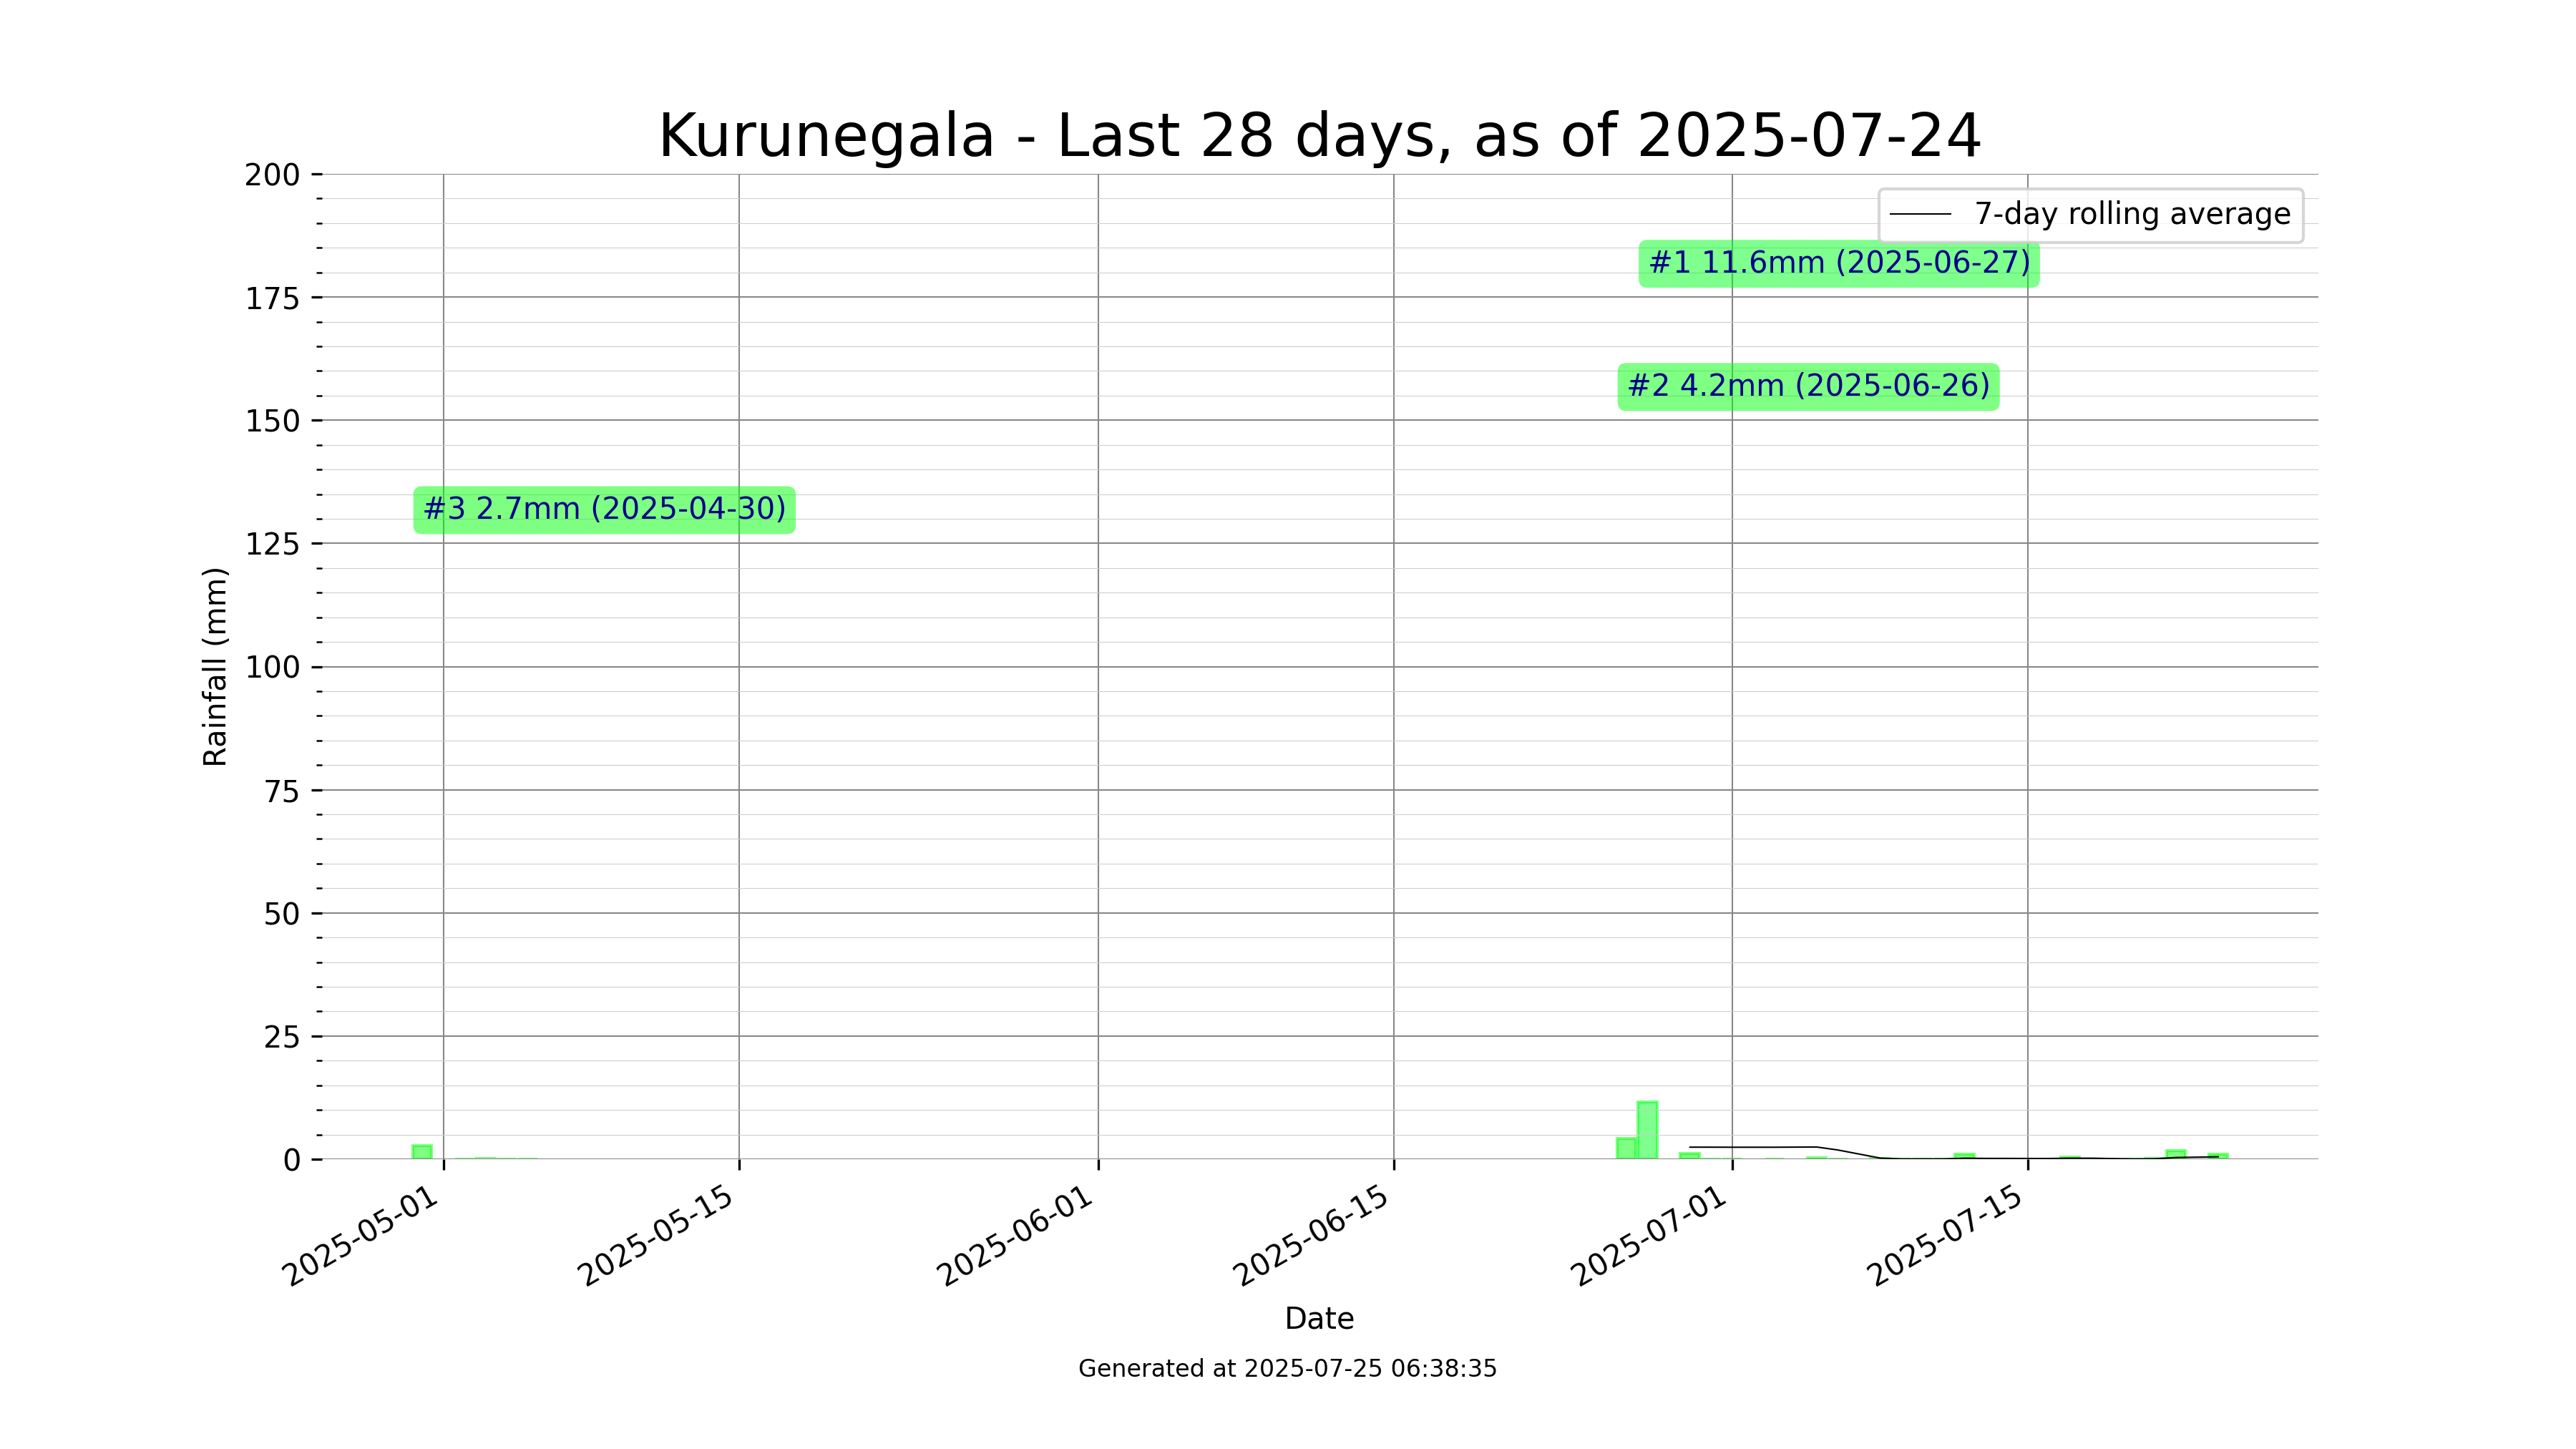 Kurunegala - Last 28 days, as of 2025-07-24
7-day rolling average
#1 11.6mm (2025-06-27)
#2 4.2mm (2025-06-26)
#3 2.7mm (2025-04-30)
Rainfall (mm)
200
175
150
125
100
75
50
25
0
2025-05-01
2025-05-15
2025-06-01
2025-06-15
2025-07-01
2025-07-15
Date
Generated at 2025-07-25 06:38:35